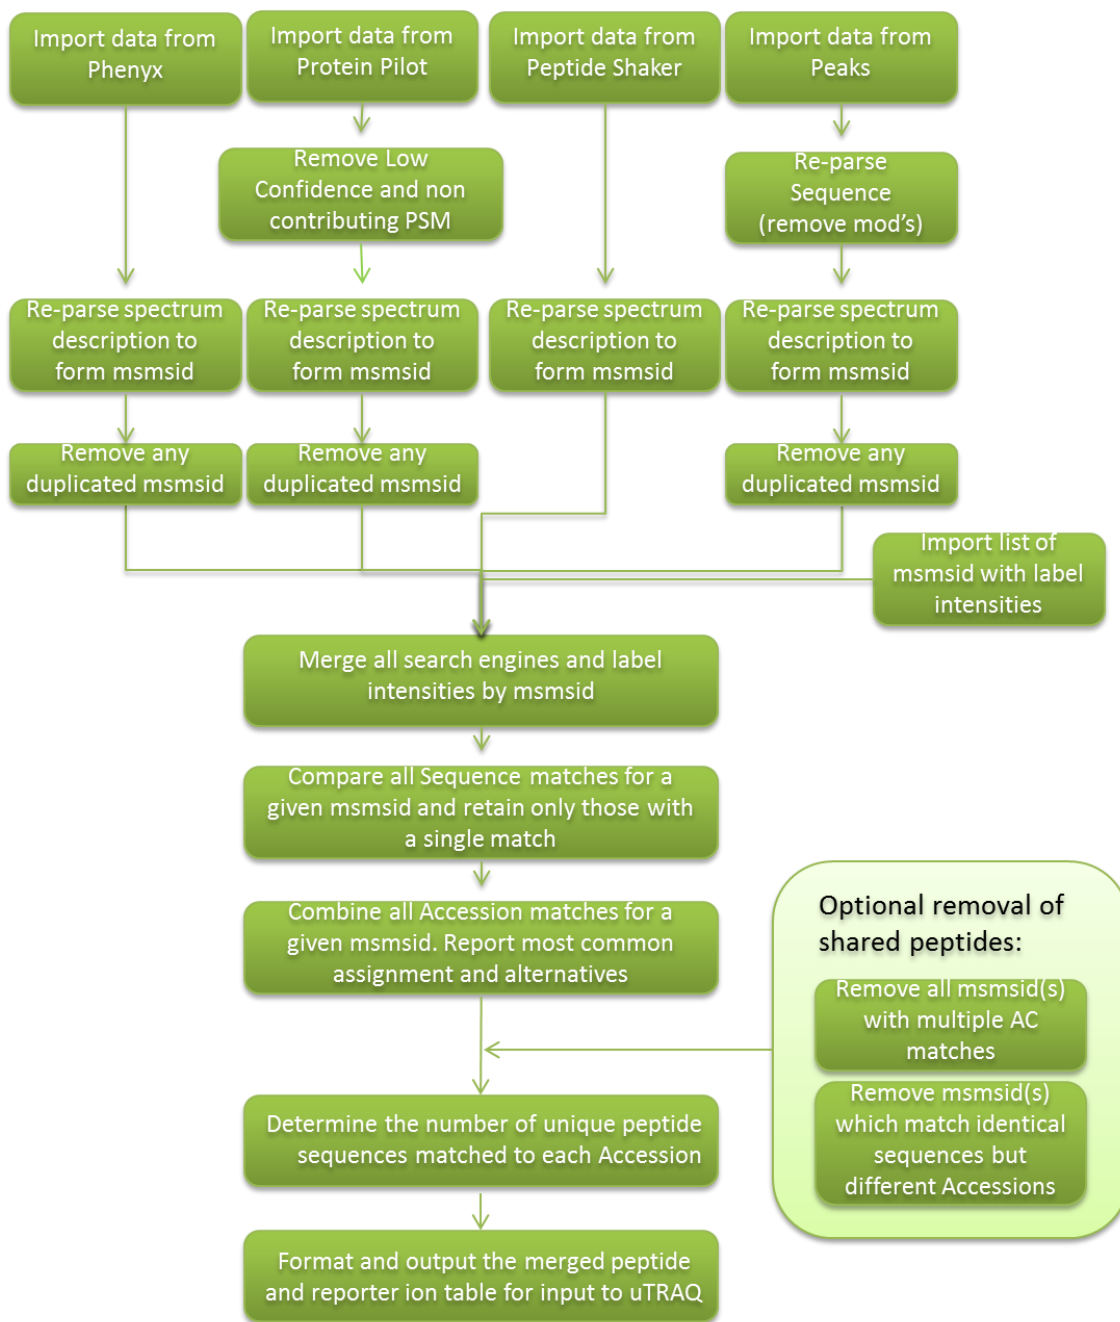 Import data from
Phenyx
Import data from
Protein Pilot
Import data from
Peptide Shaker
Import data from
Peaks
Remove Low
Confidence and non
contributing PSM
Re-parse
Sequence
(remove mod's)
Re-parse spectrum
description to
form msmsid
Re-parse spectrum
description to
form msmsid
Re-parse spectrum
description to
form msmsid
Re-parse spectrum
description to
form msmsid
Remove any
duplicated msmsid
Remove any
duplicated msmsid
Remove any
duplicated msmsid
Import list of
msmsid with label
intensities
Merge all search engines and label
intensities by msmsid
Compare all Sequence matches for a
given msmsid and retain only those with
a single match
Combine all Accession matches for a
given msmsid. Report most common
assignment and alternatives
Optional removal of
shared peptides:
Remove all msmsid(s)
with multiple AC
matches
Remove msmsid(s)
which match identical
sequences but
different Accessions
Determine the number of unique peptide
sequences matched to each Accession
Format and output the merged peptide
and reporter ion table for input to uTRAQ